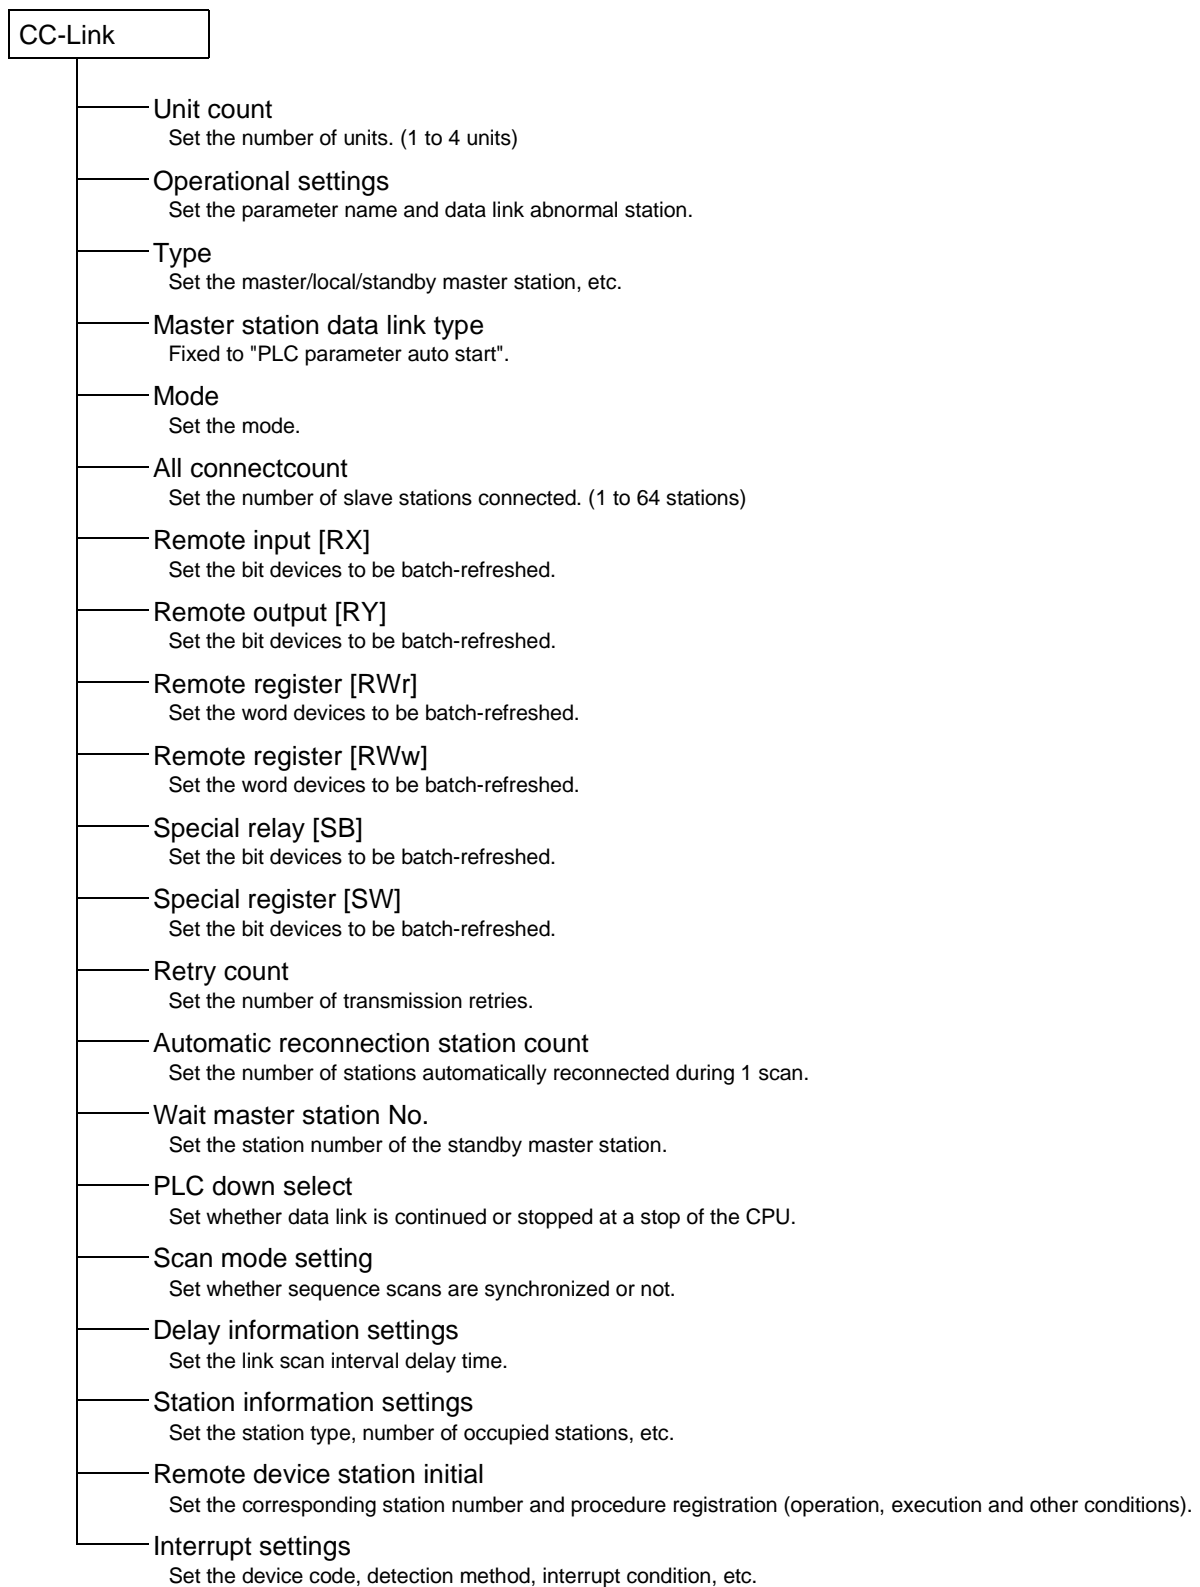 CC-Link
Unit count
Set the number of units. (1 to 4 units)
Operational settings
Set the parameter name and data link abnormal station.
Type
Set the master/local/standby master station, etc.
Master station data link type
Fixed to "PLC parameter auto start".
Mode
Set the mode.
All connectcount
Set the number of slave stations connected. (1 to 64 stations)
Remote input [RX]
Set the bit devices to be batch-refreshed.
Remote output [RY]
Set the bit devices to be batch-refreshed.
Remote register [RWr]
Set the word devices to be batch-refreshed.
Remote register [RWw]
Set the word devices to be batch-refreshed.
Special relay [SB]
Set the bit devices to be batch-refreshed.
Special register [SW]
Set the bit devices to be batch-refreshed.
Retry count
Set the number of transmission retries.
Automatic reconnection station count
Set the number of stations automatically reconnected during 1 scan.
Wait master station No.
Set the station number of the standby master station.
PLC down select
Set whether data link is continued or stopped at a stop of the CPU.
Scan mode setting
Set whether sequence scans are synchronized or not.
Delay information settings
Set the link scan interval delay time.
Station information settings
Set the station type, number of occupied stations, etc.
Remote device station initial
Set the corresponding station number and procedure registration (operation, execution and other conditions).
Interrupt settings
Set the device code, detection method, interrupt condition, etc.